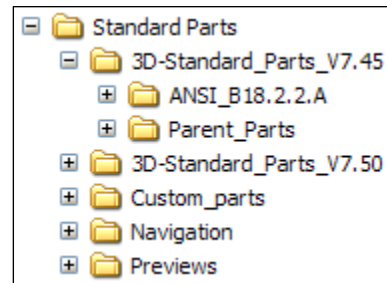 Standard Parts
3D-Standard_Parts_V7.45
ANSI_B18.2.2.A
Parent_Parts
3D-Standard_Parts_V7.50
Custom_parts
Navigation
Previews